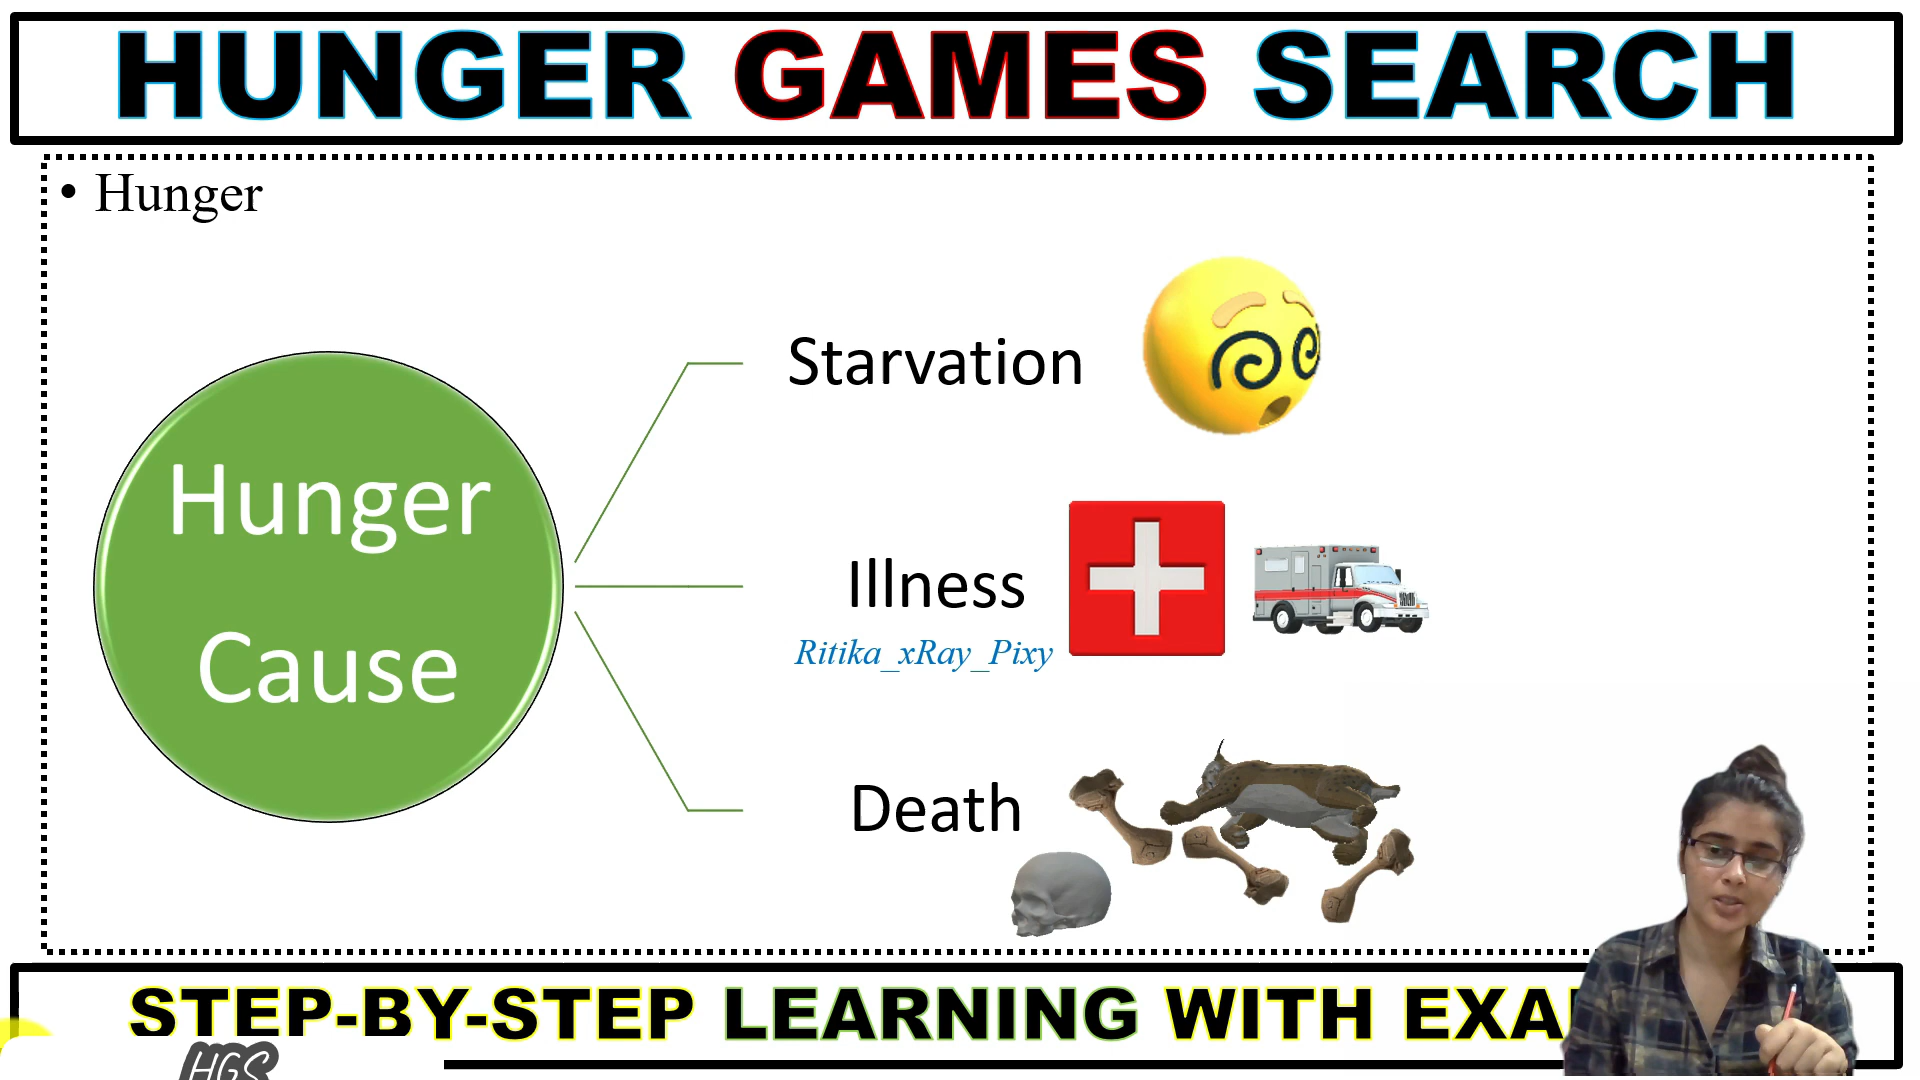 HUNGER GAMES SEARCH
• Hunger
Hunger
Cause
Starvation
Illness
Ritika_xRay_Pixy
Death
STEP-BY-STEP LEARNING WITH EXA
HGS